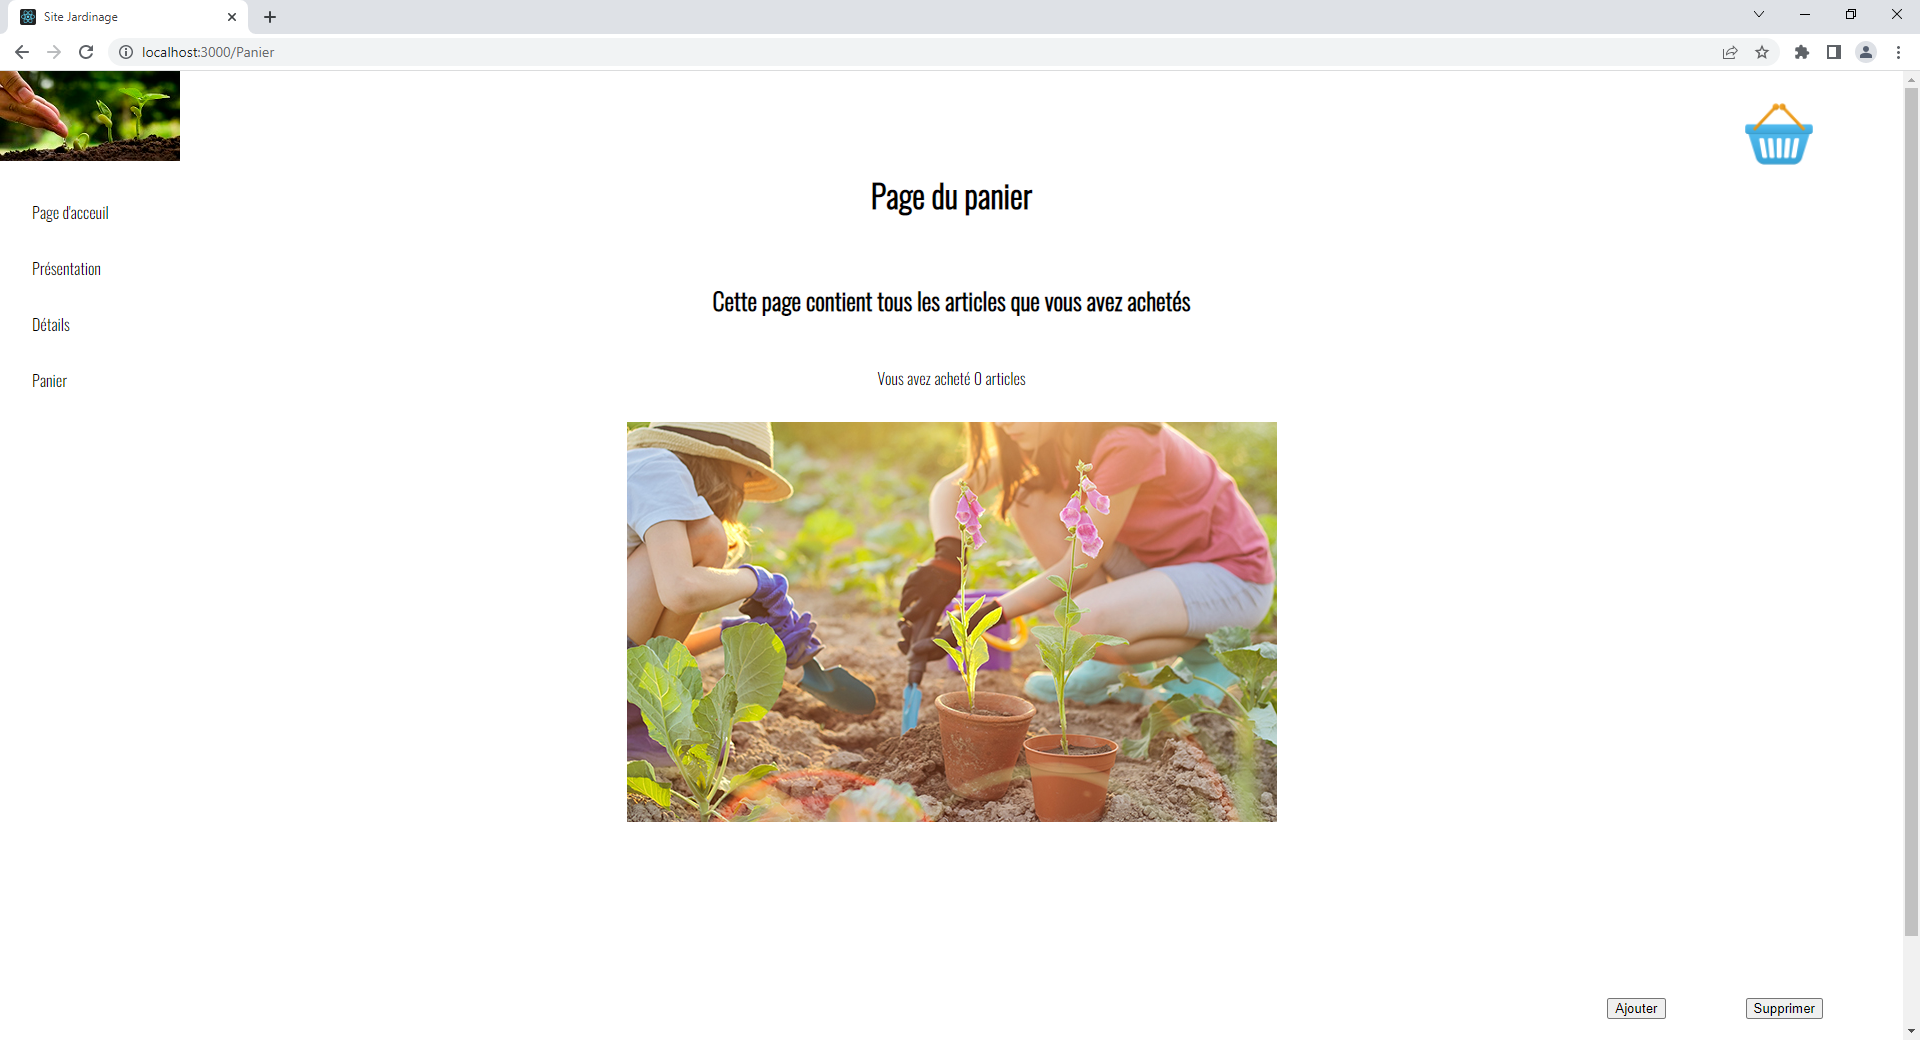 Site Jardinage
localhost:3000/Panier
Page du panier
Page d'acceuil
Présentation
Détails
Panier
Cette page contient tous les articles que vous avez achetés
Vous avez acheté 0 articles
Ajouter
Supprimer